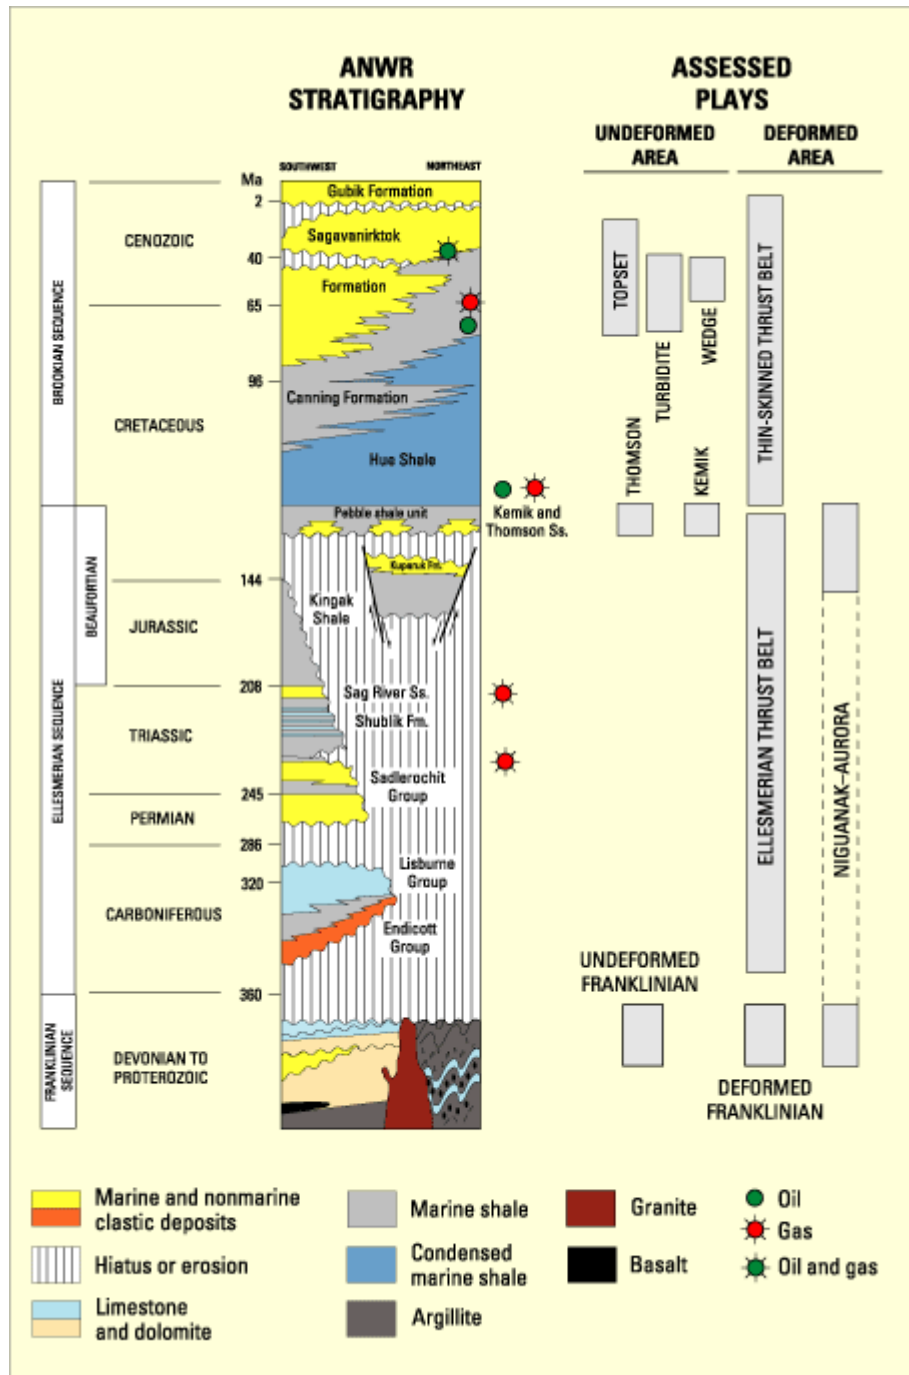 ANWR
STRATIGRAPHY
ASSESSED
PLAYS
UNDEFORMED
AREA
DEFORMED
AREA
SOUTHWEST
NORTHEAST
Ma
2
40
65
96
144
208
245
286
320
360
BROOKIAN SEQUENCE
BEAUFORTIAN
ELLESMERIAN SEQUENCE
FRANKLINIAN
SEQUENCE
CENOZOIC
CRETACEOUS
JURASSIC
TRIASSIC
PERMIAN
CARBONIFEROUS
DEVONIAN TO
PROTEROZOIC
Gubik Formation
Sagavanirktok
Formation
Canning Formation
Hue Shale
Pebble shale unit
Kemik and
Thomson Ss.
Kuparuk Fm.
Kingak
Shale
Sag River Ss.
Shublik Fm.
Sadlerochit
Group
Lisburne
Group
Endicott
Group
TOPSET
TURBIDITE
WEDGE
THOMSON
KEMIK
THIN-SKINNED THRUST BELT
ELLESMERIAN THRUST BELT
NIGUANAK–AURORA
UNDEFORMED
FRANKLINIAN
DEFORMED
FRANKLINIAN
Marine and nonmarine
clastic deposits
Hiatus or erosion
Limestone
and dolomite
Marine shale
Condensed
marine shale
Argillite
Granite
Basalt
Oil
Gas
Oil and gas